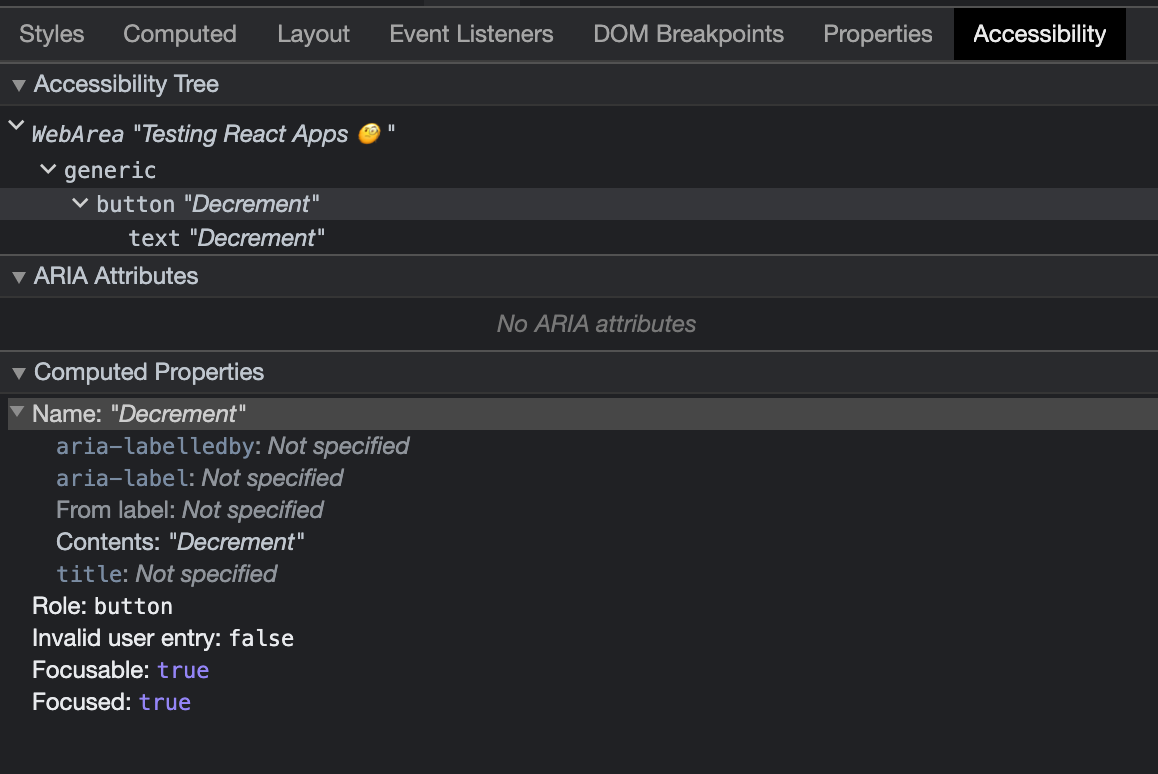 Styles Computed Layout Event Listeners DOM Breakpoints Properties Accessibility
Accessibility Tree
WebArea "Testing React Apps 🧐 "
generic
button "Decrement"
text "Decrement"
ARIA Attributes
No ARIA attributes
Computed Properties
Name: "Decrement"
aria-labelledby: Not specified
aria-label: Not specified
From label: Not specified
Contents: "Decrement"
title: Not specified
Role: button
Invalid user entry: false
Focusable: true
Focused: true